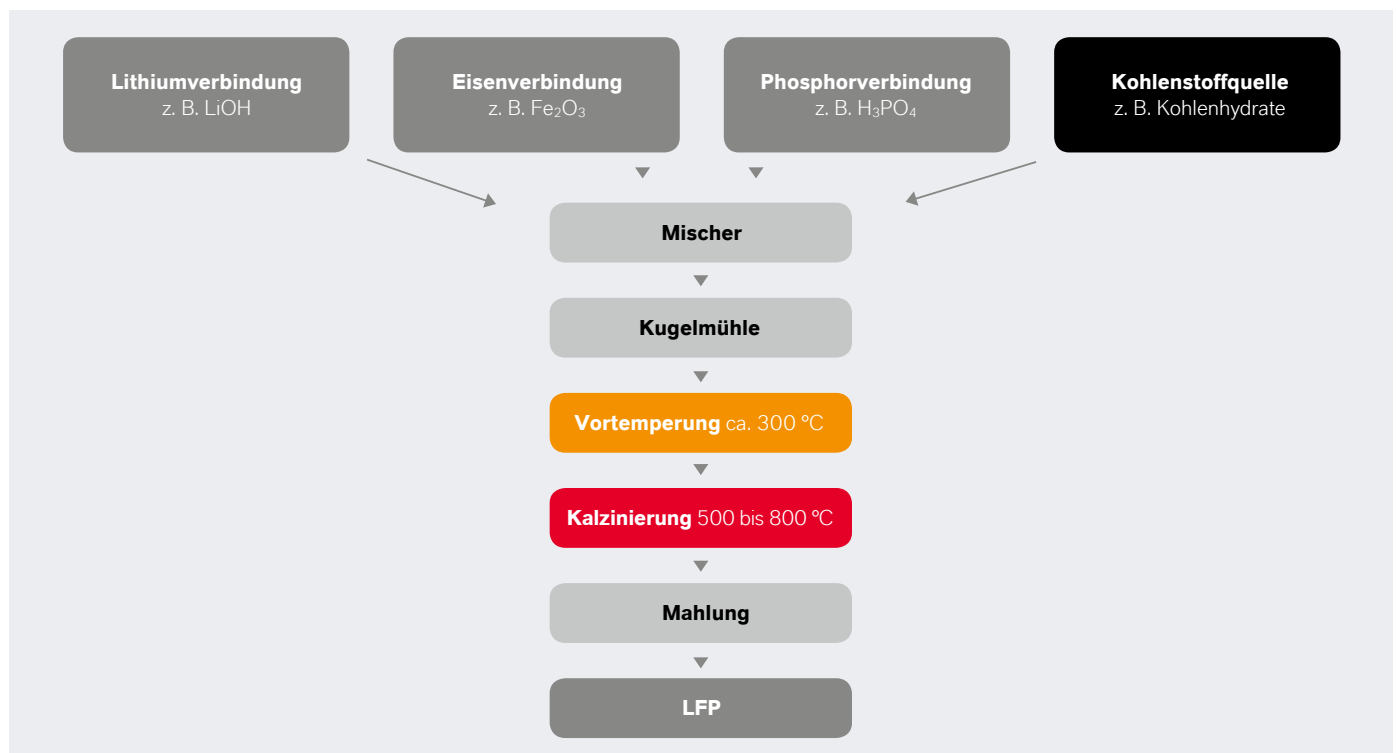 Lithiumverbindung
z. B. LiOH
Eisenverbindung
z. B. Fe₂O₃
Phosphorverbindung
z. B. H₃PO₄
Kohlenstoffquelle
z. B. Kohlenhydrate
Mischer
Kugelmühle
Vortemperung ca. 300 °C
Kalzinierung 500 bis 800 °C
Mahlung
LFP